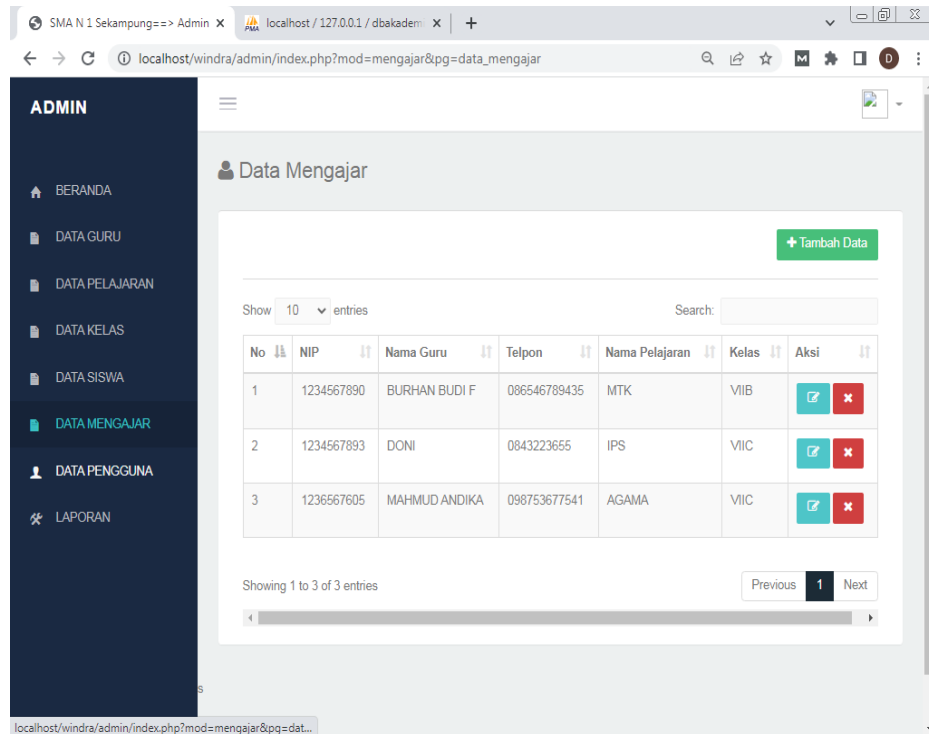 SMA N 1 Sekampung==> Admin
PMA localhost / 127.0.0.1 / dbakademi
localhost/windra/admin/index.php?mod=mengajar&pg=data_mengajar
M
D
ADMIN
BERANDA
DATA GURU
DATA PELAJARAN
DATA KELAS
DATA SISWA
DATA MENGAJAR
DATA PENGGUNA
LAPORAN
Data Mengajar
+ Tambah Data
Show 10 entries Search:
No NIP Nama Guru Telpon Nama Pelajaran Kelas Aksi
1 1234567890 BURHAN BUDI F 086546789435 MTK VIIB
2 1234567893 DONI 0843223655 IPS VIIC
3 1236567605 MAHMUD ANDIKA 098753677541 AGAMA VIIC
Showing 1 to 3 of 3 entries Previous 1 Next
s
localhost/windra/admin/index.php?mod=mengajar&pg=dat...